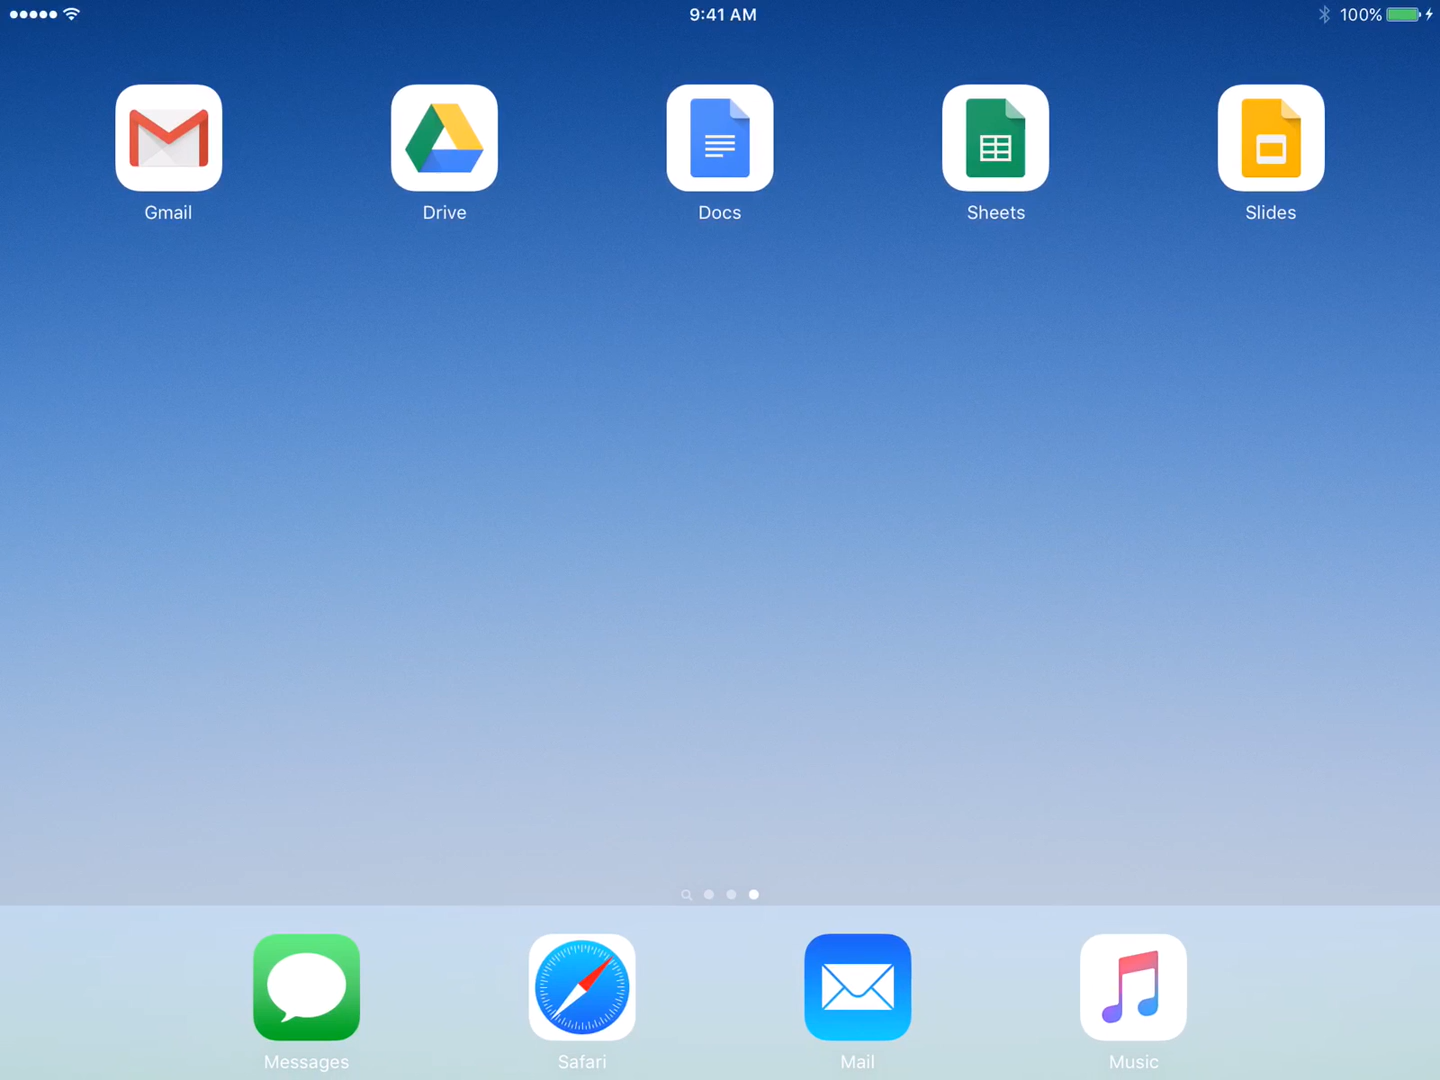 9:41 AM
100%
Gmail
Drive
Docs
Sheets
Slides
Messages
Safari
Mail
Music